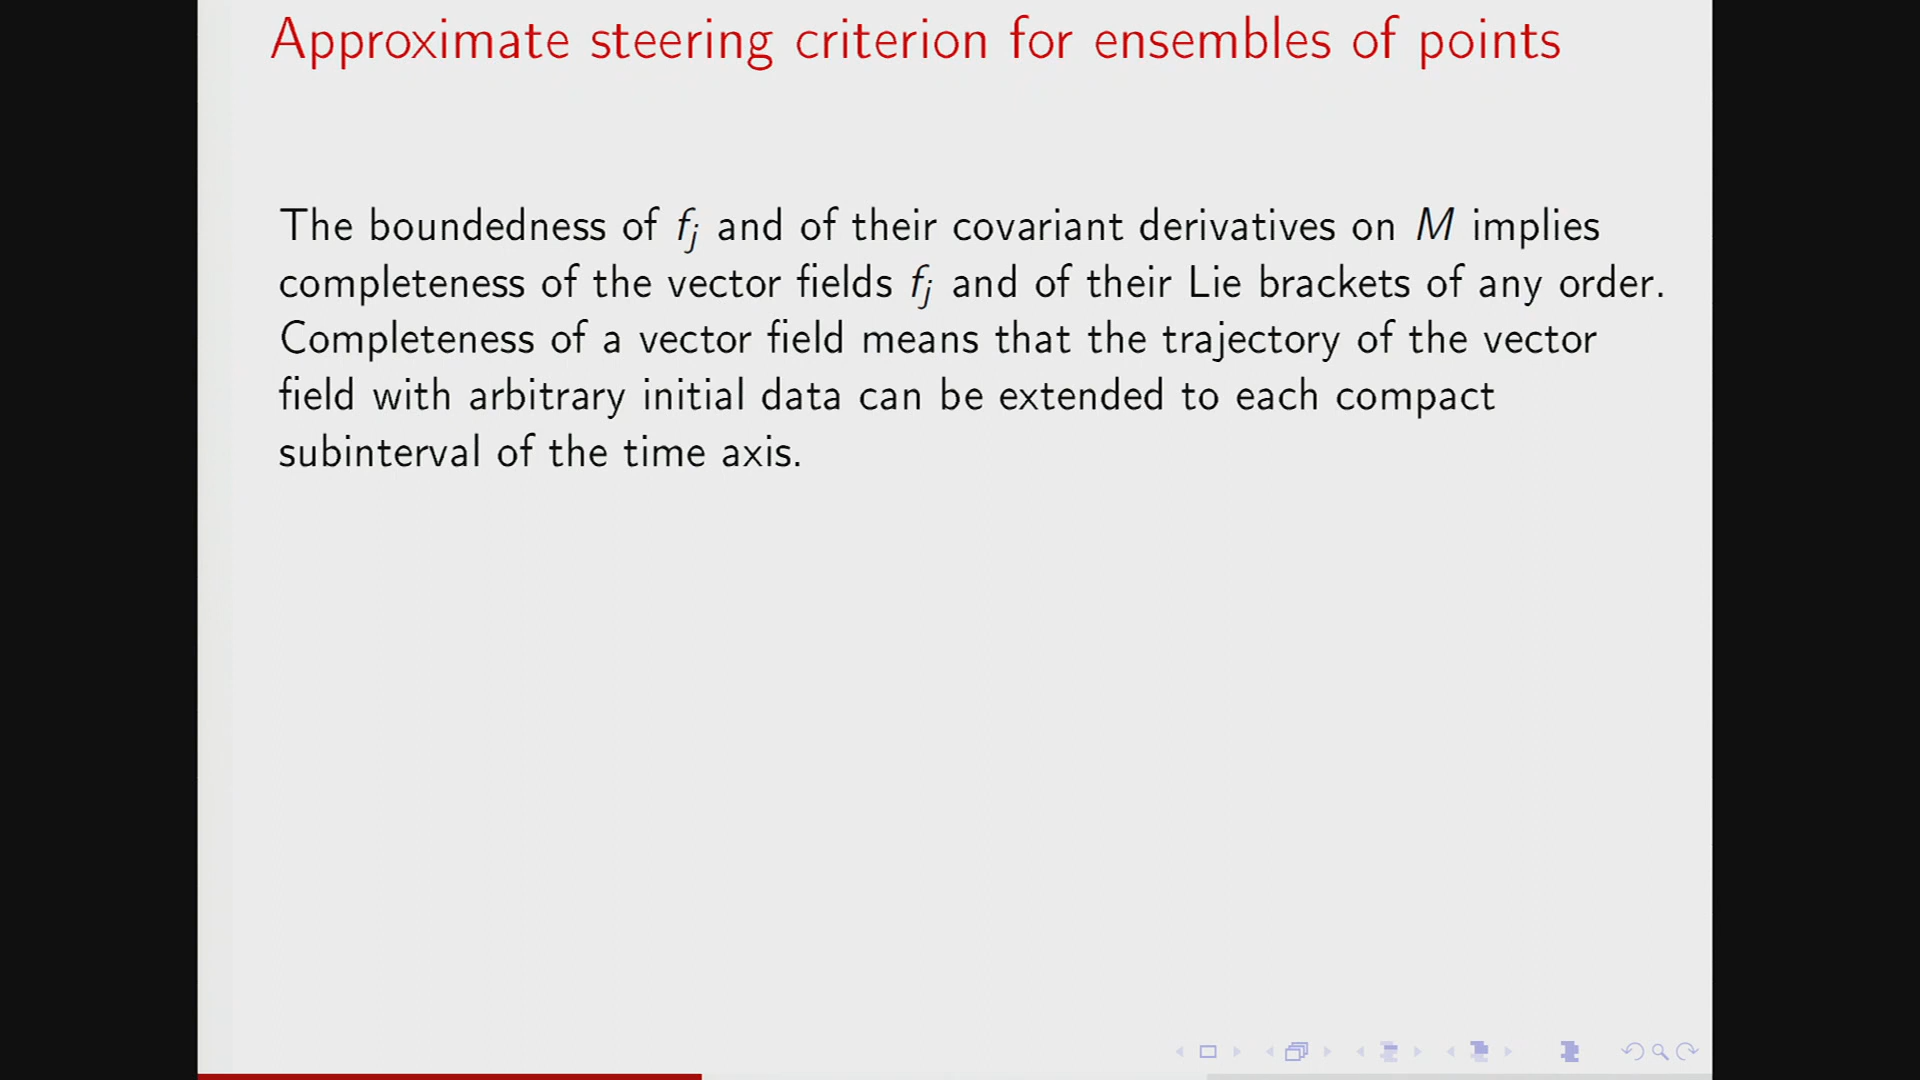 Approximate steering criterion for ensembles of points
The boundedness of f_j and of their covariant derivatives on M implies
completeness of the vector fields f_j and of their Lie brackets of any order.
Completeness of a vector field means that the trajectory of the vector
field with arbitrary initial data can be extended to each compact
subinterval of the time axis.